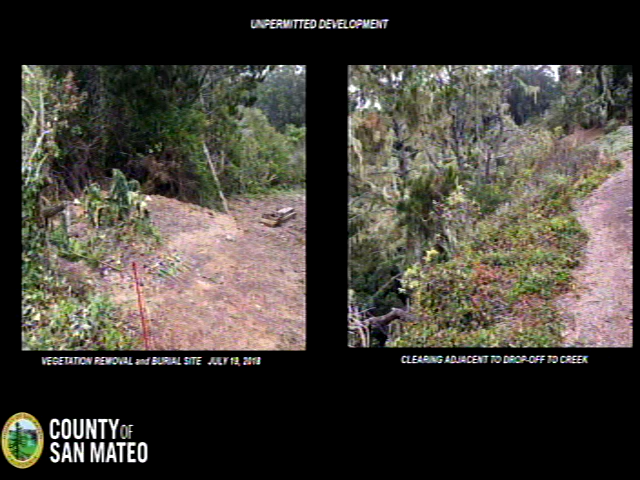 UNPERMITTED DEVELOPMENT
VEGETATION REMOVAL and BURIAL SITE JULY 19, 2018
CLEARING ADJACENT TO DROP-OFF TO CREEK
COUNTY OF
SAN MATEO